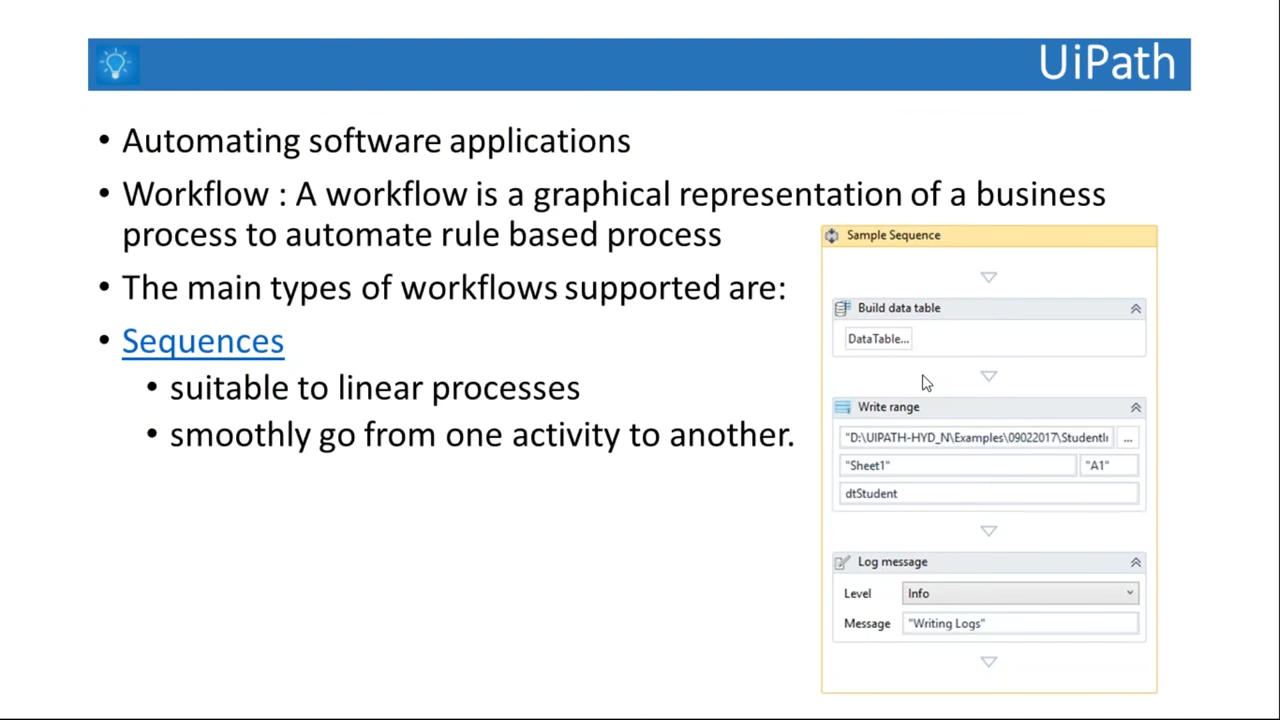 UiPath
• Automating software applications
• Workflow : A workflow is a graphical representation of a business
process to automate rule based process
• The main types of workflows supported are:
• Sequences
• suitable to linear processes
• smoothly go from one activity to another.
Sample Sequence
Build data table
DataTable...
Write range
"D:\UIPATH-HYD_N\Examples\09022017\StudentI ...
"Sheet1" "A1"
dtStudent
Log message
Level Info
Message "Writing Logs"